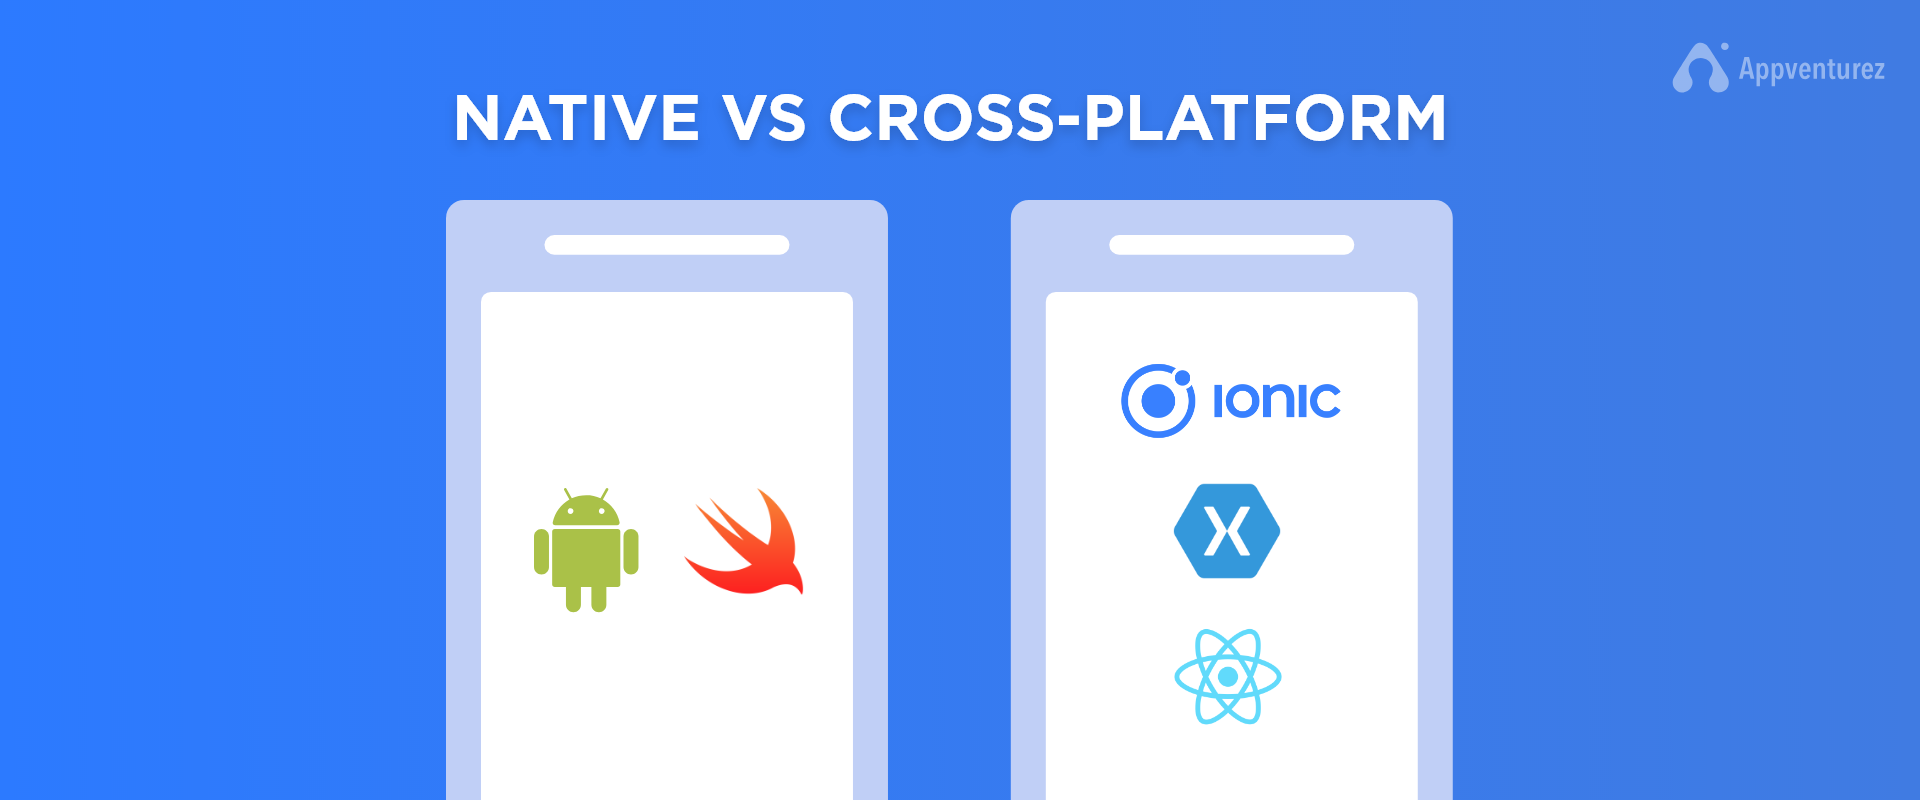 Appventurez
NATIVE VS CROSS-PLATFORM
ionic
X